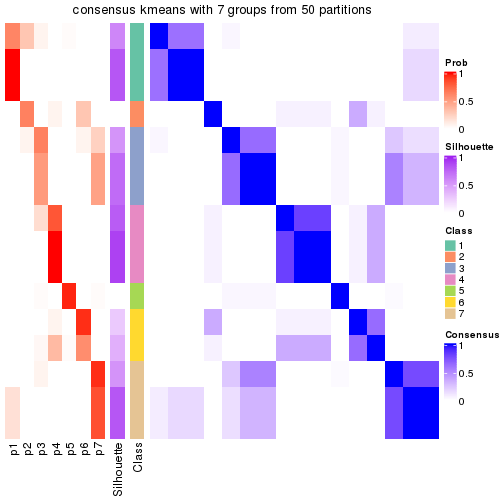 consensus kmeans with 7 groups from 50 partitions
Prob
1
0.5
0
Silhouette
1
0.5
0
Class
1
2
3
4
5
6
7
Consensus
1
0.5
0
p1
p2
p3
p4
p5
p6
p7
Silhouette
Class